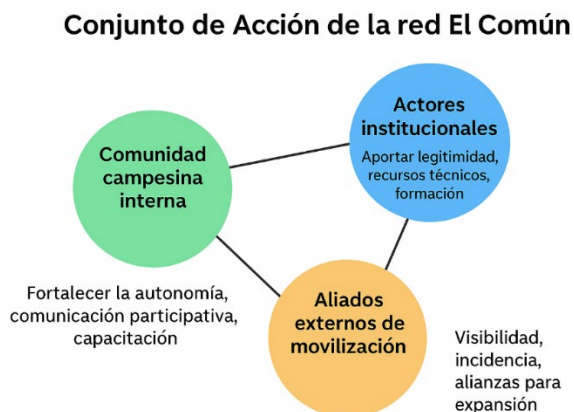 Conjunto de Acción de la red El Común
Comunidad
campesina
interna
Actores
institucionales
Aportar legitimidad,
recursos técnicos,
formación
Fortalecer la autonomía,
comunicación participativa,
capacitación
Aliados
externos de
movilización
Visibilidad,
incidencia,
alianzas para
expansión